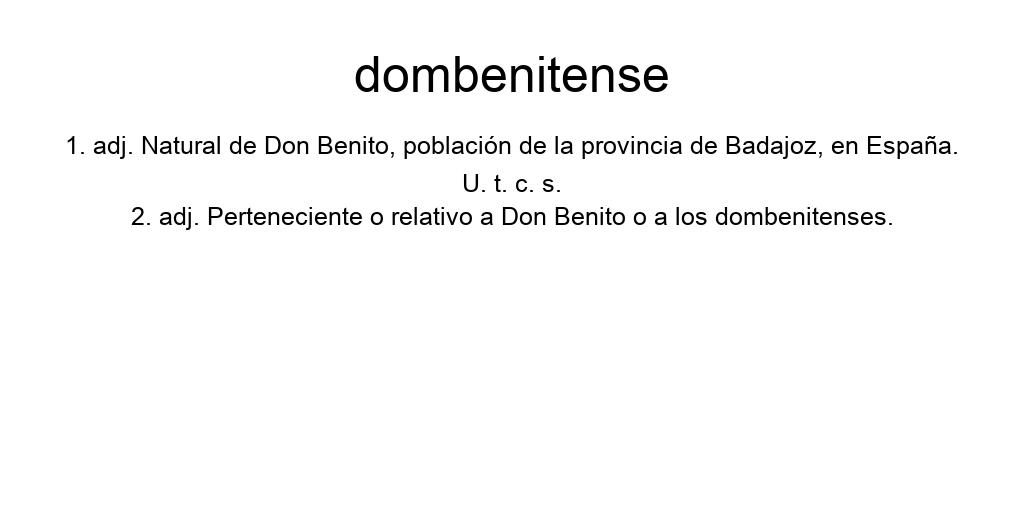 dombenitense
1. adj. Natural de Don Benito, población de la provincia de Badajoz, en España.
U. t. c. s.
2. adj. Perteneciente o relativo a Don Benito o a los dombenitenses.